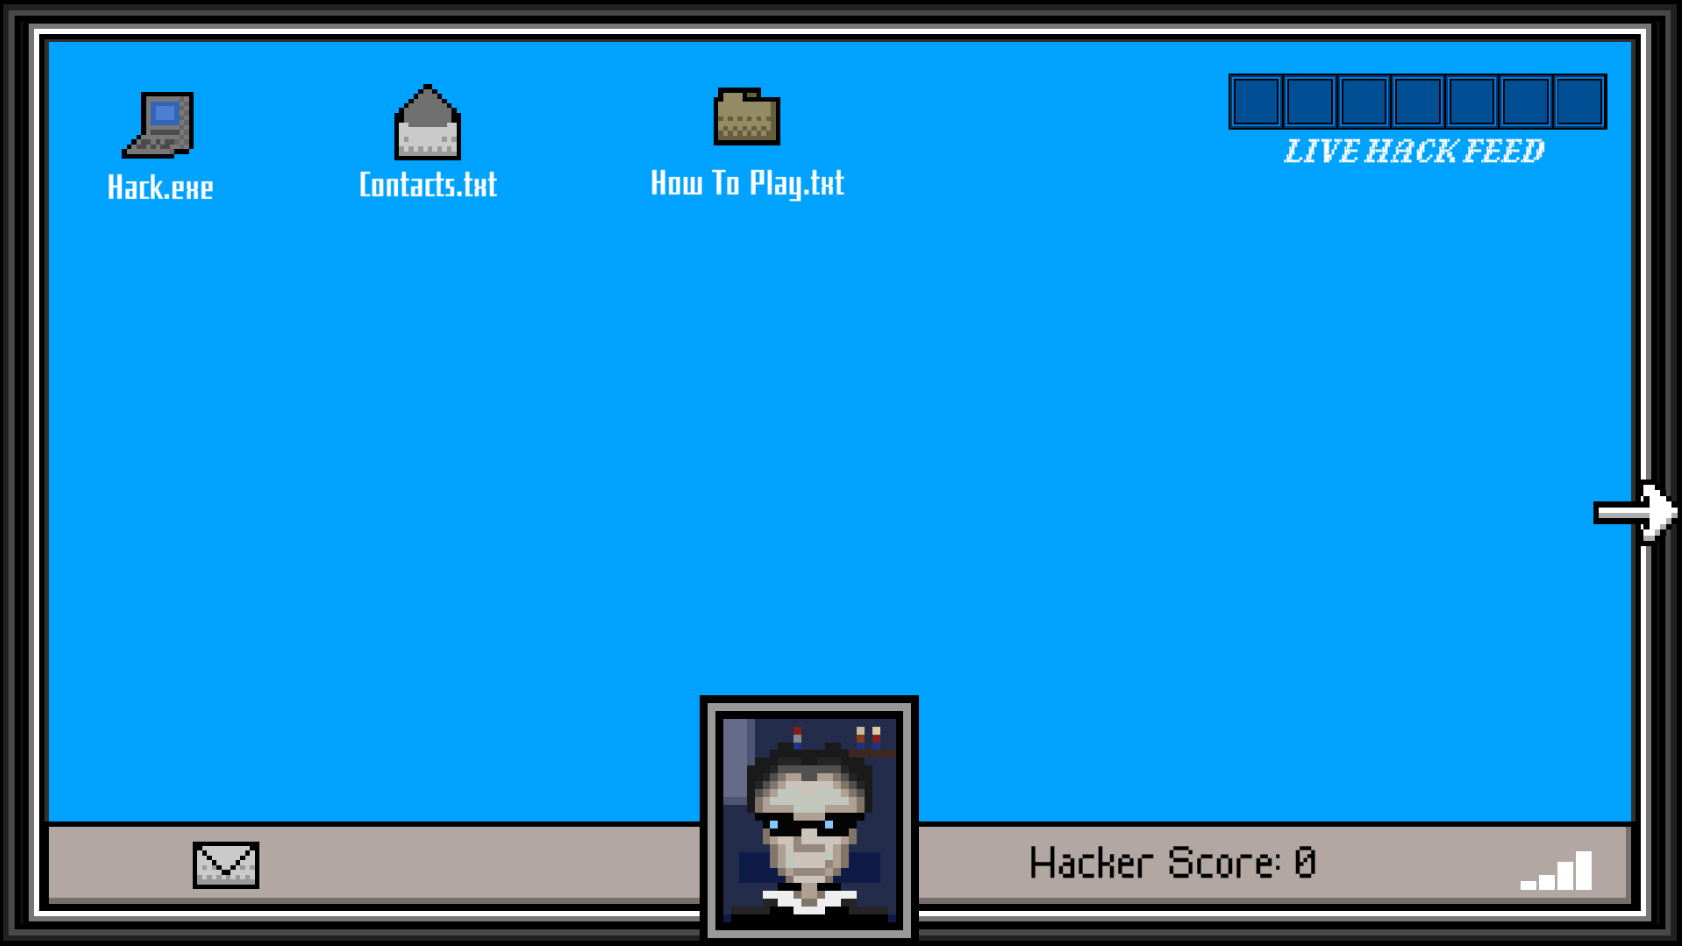 Hack.exe
Contacts.txt
How To Play.txt
LIVE HACK FEED
Hacker Score: 0